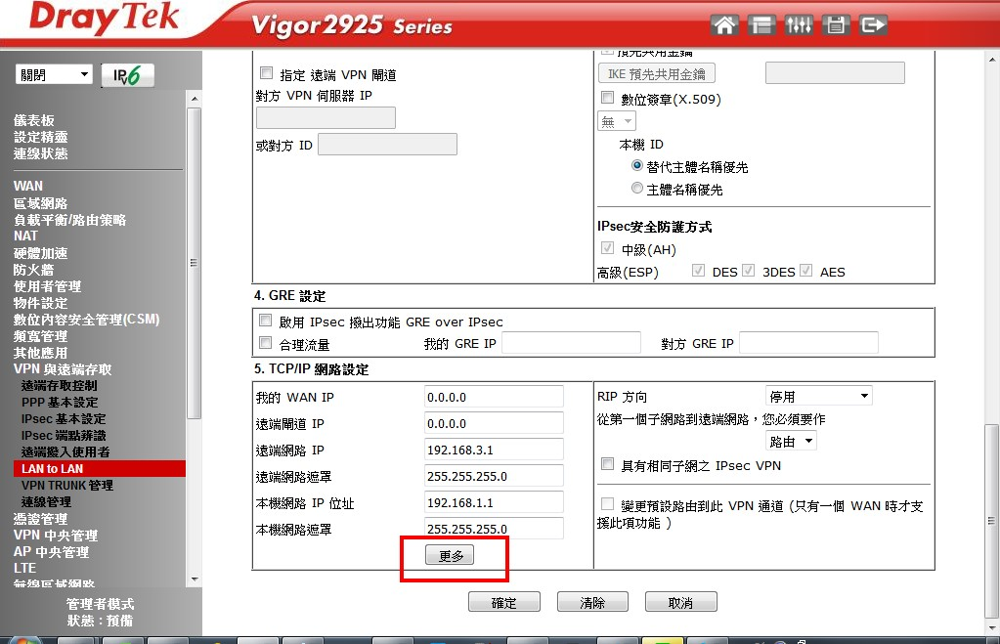 DrayTek
Vigor2925 Series
關閉
IPv6
儀表板
設定精靈
連線狀態
WAN
區域網路
負載平衡/路由策略
NAT
硬體加速
防火牆
使用者管理
物件設定
數位內容安全管理(CSM)
頻寬管理
其他應用
VPN 與遠端存取
遠端存取控制
PPP 基本設定
IPsec 基本設定
IPsec 端點辨識
遠端撥入使用者
LAN to LAN
VPN TRUNK 管理
連線管理
憑證管理
VPN 中央管理
AP 中央管理
LTE
無線區域網路
管理者模式
狀態：預備
指定 遠端 VPN 閘道
對方 VPN 伺服器 IP
或對方 ID
預先共用金鑰
IKE 預先共用金鑰
數位簽章(X.509)
無
本機 ID
替代主體名稱優先
主體名稱優先
IPsec安全防護方式
中級(AH)
高級(ESP) DES 3DES AES
4. GRE 設定
啟用 IPsec 撥出功能 GRE over IPsec
合理流量 我的 GRE IP 對方 GRE IP
5. TCP/IP 網路設定
我的 WAN IP 0.0.0.0
遠端閘道 IP 0.0.0.0
遠端網路 IP 192.168.3.1
遠端網路遮罩 255.255.255.0
本機網路 IP 位址 192.168.1.1
本機網路遮罩 255.255.255.0
更多
RIP 方向 停用
從第一個子網路到遠端網路，您必須要作
路由
具有相同子網之 IPsec VPN
變更預設路由到此 VPN 通道 (只有一個 WAN 時才支
援此項功能 )
確定 清除 取消